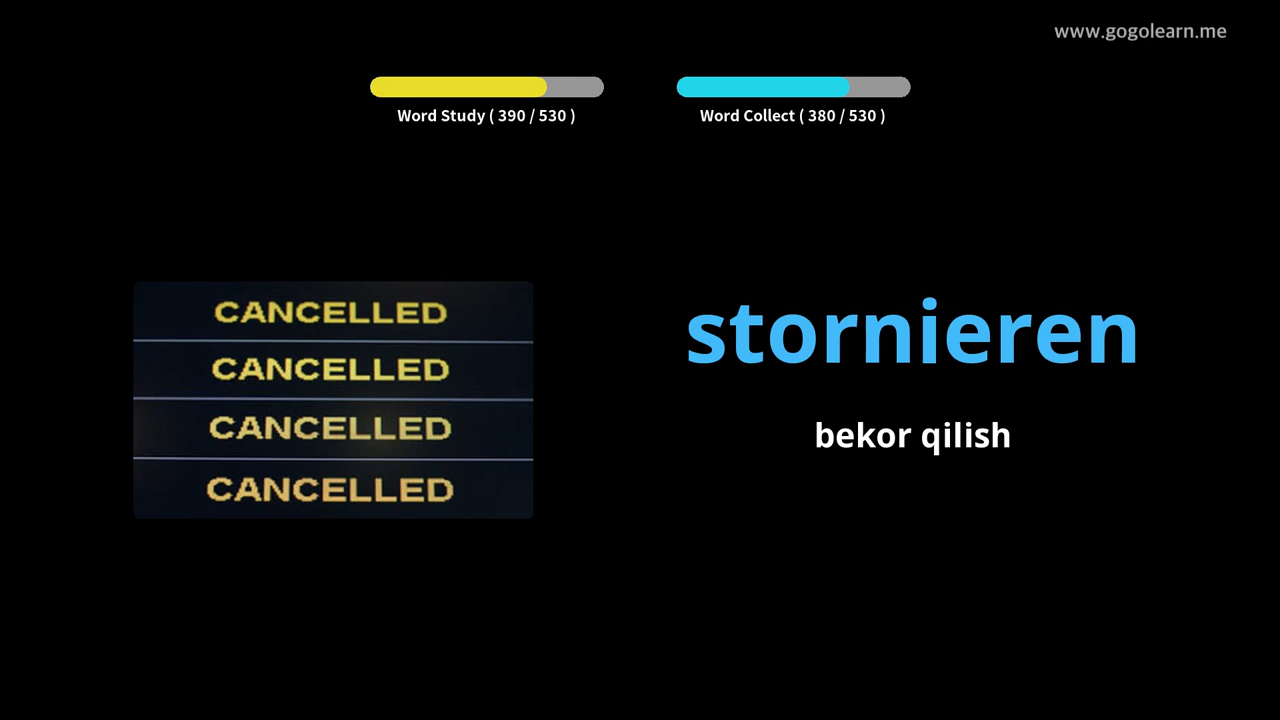 www.gogolearn.me
Word Study ( 390 / 530 )
Word Collect ( 380 / 530 )
CANCELLED
CANCELLED
CANCELLED
CANCELLED
stornieren
bekor qilish